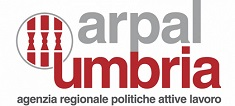 arpal
umbria
agenzia regionale politiche attive lavoro